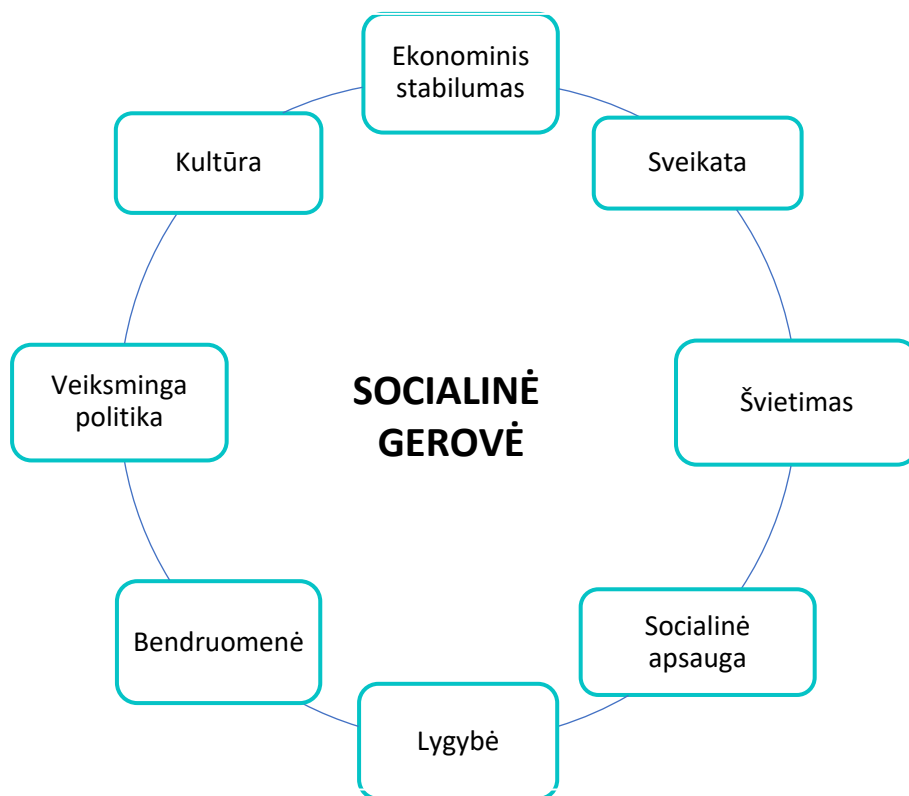 Ekonominis
stabilumas
Sveikata
Švietimas
Socialinė
apsauga
Lygybė
Bendruomenė
Veiksminga
politika
Kultūra
SOCIALINĖ
GEROVĖ